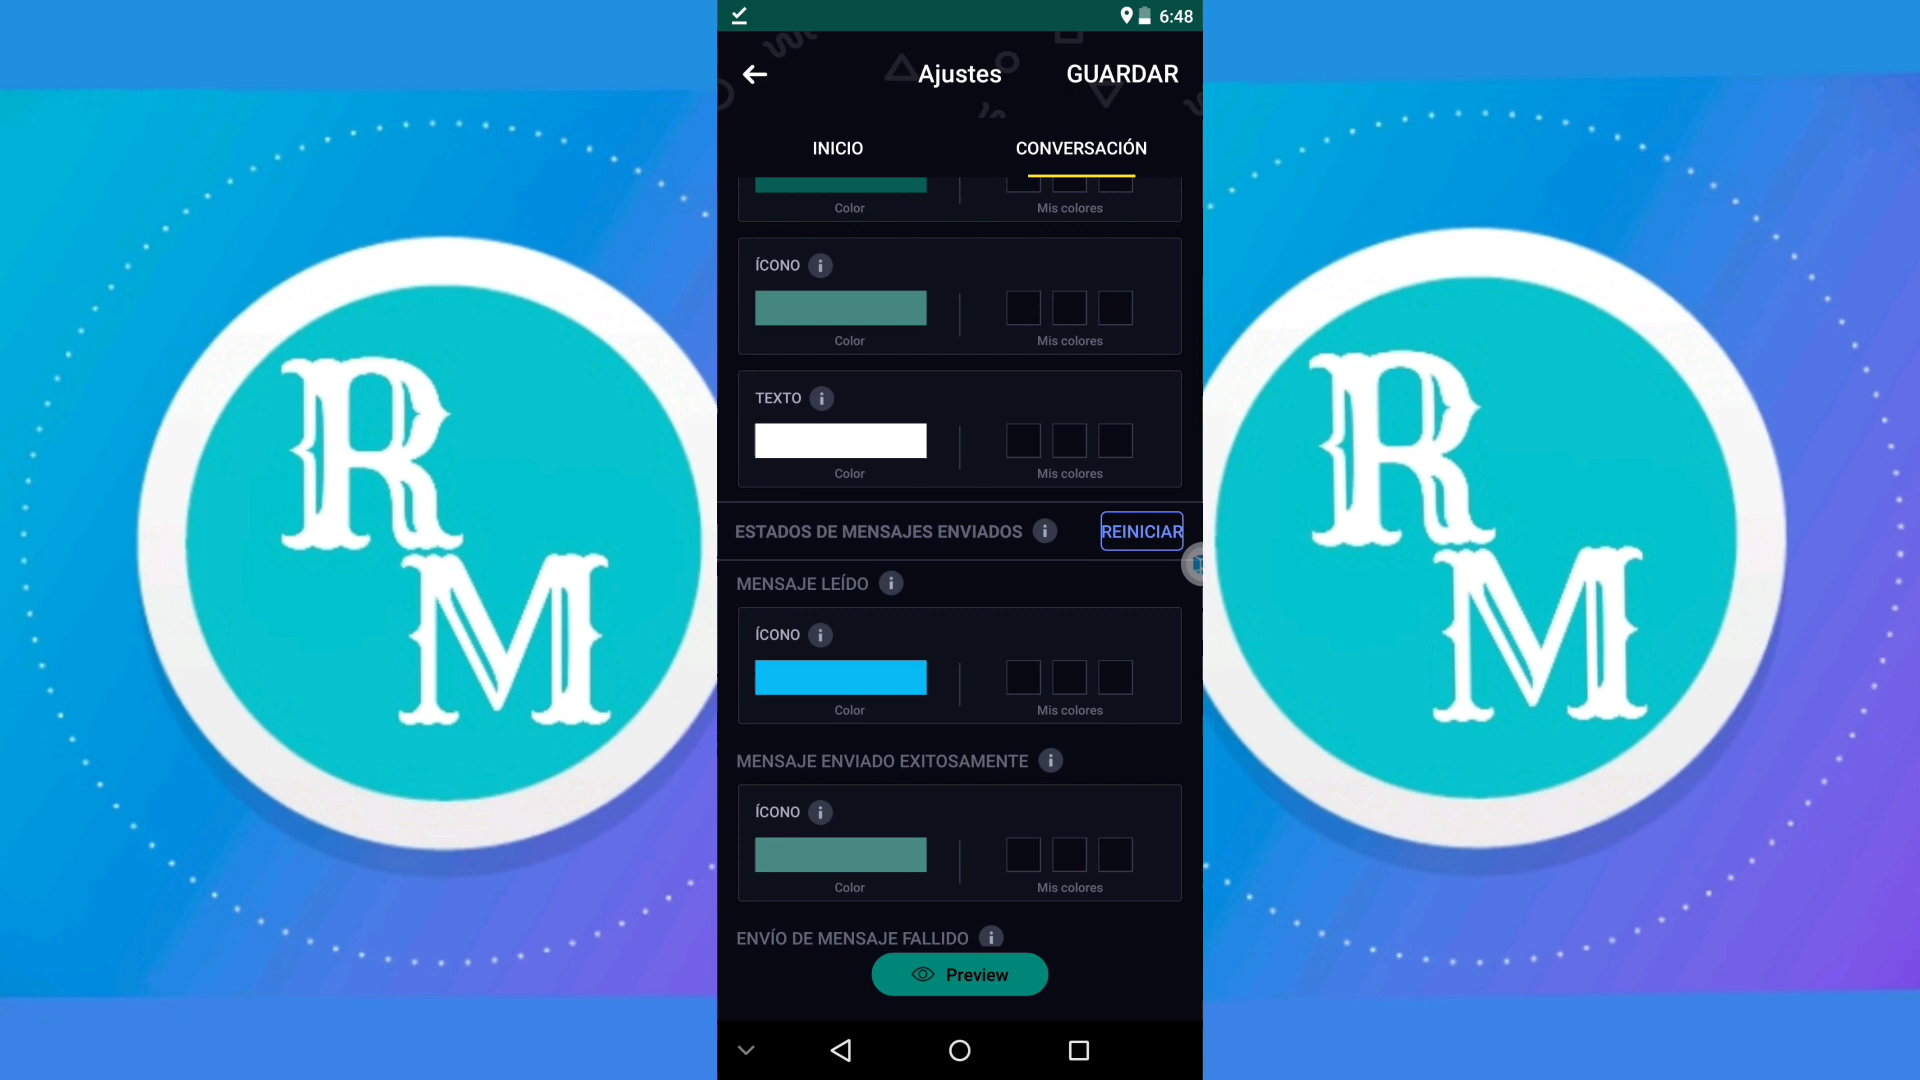 6:48
Ajustes
GUARDAR
INICIO
CONVERSACIÓN
Color
Mis colores
ÍCONO
Color
Mis colores
TEXTO
Color
Mis colores
ESTADOS DE MENSAJES ENVIADOS
REINICIAR
MENSAJE LEÍDO
ÍCONO
Color
Mis colores
MENSAJE ENVIADO EXITOSAMENTE
ÍCONO
Color
Mis colores
ENVÍO DE MENSAJE FALLIDO
Preview
R
M
R
M